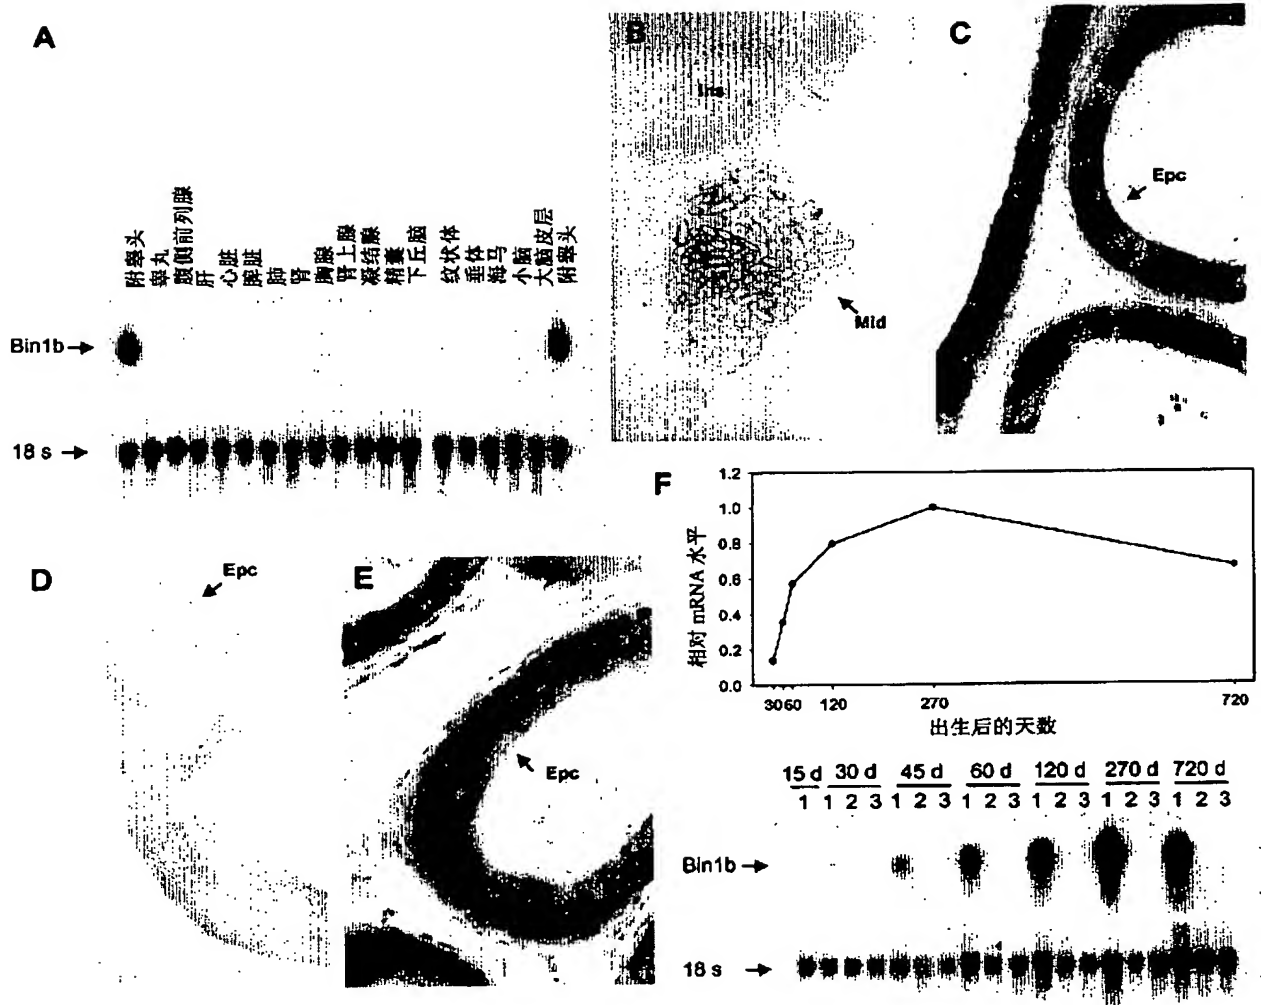 A
附睾头
睾丸
腹侧前列腺
肝
心脏
脾脏
肺
肾
胸腺
肾上腺
凝结腺
精囊
下丘脑
纹状体
垂体
海马
小脑
大脑皮层
附睾头
Bin1b
18 s
B
Ins
Mid
C
Epc
D
Epc
E
Epc
F
1.2
1.0
0.8
0.6
0.4
0.2
0.0
相对 mRNA 水平
30 60 120 270 720
出生后的天数
15 d 30 d 45 d 60 d 120 d 270 d 720 d
1 1 2 3 1 2 3 1 2 3 1 2 3 1 2 3 1 2 3
Bin1b
18 s